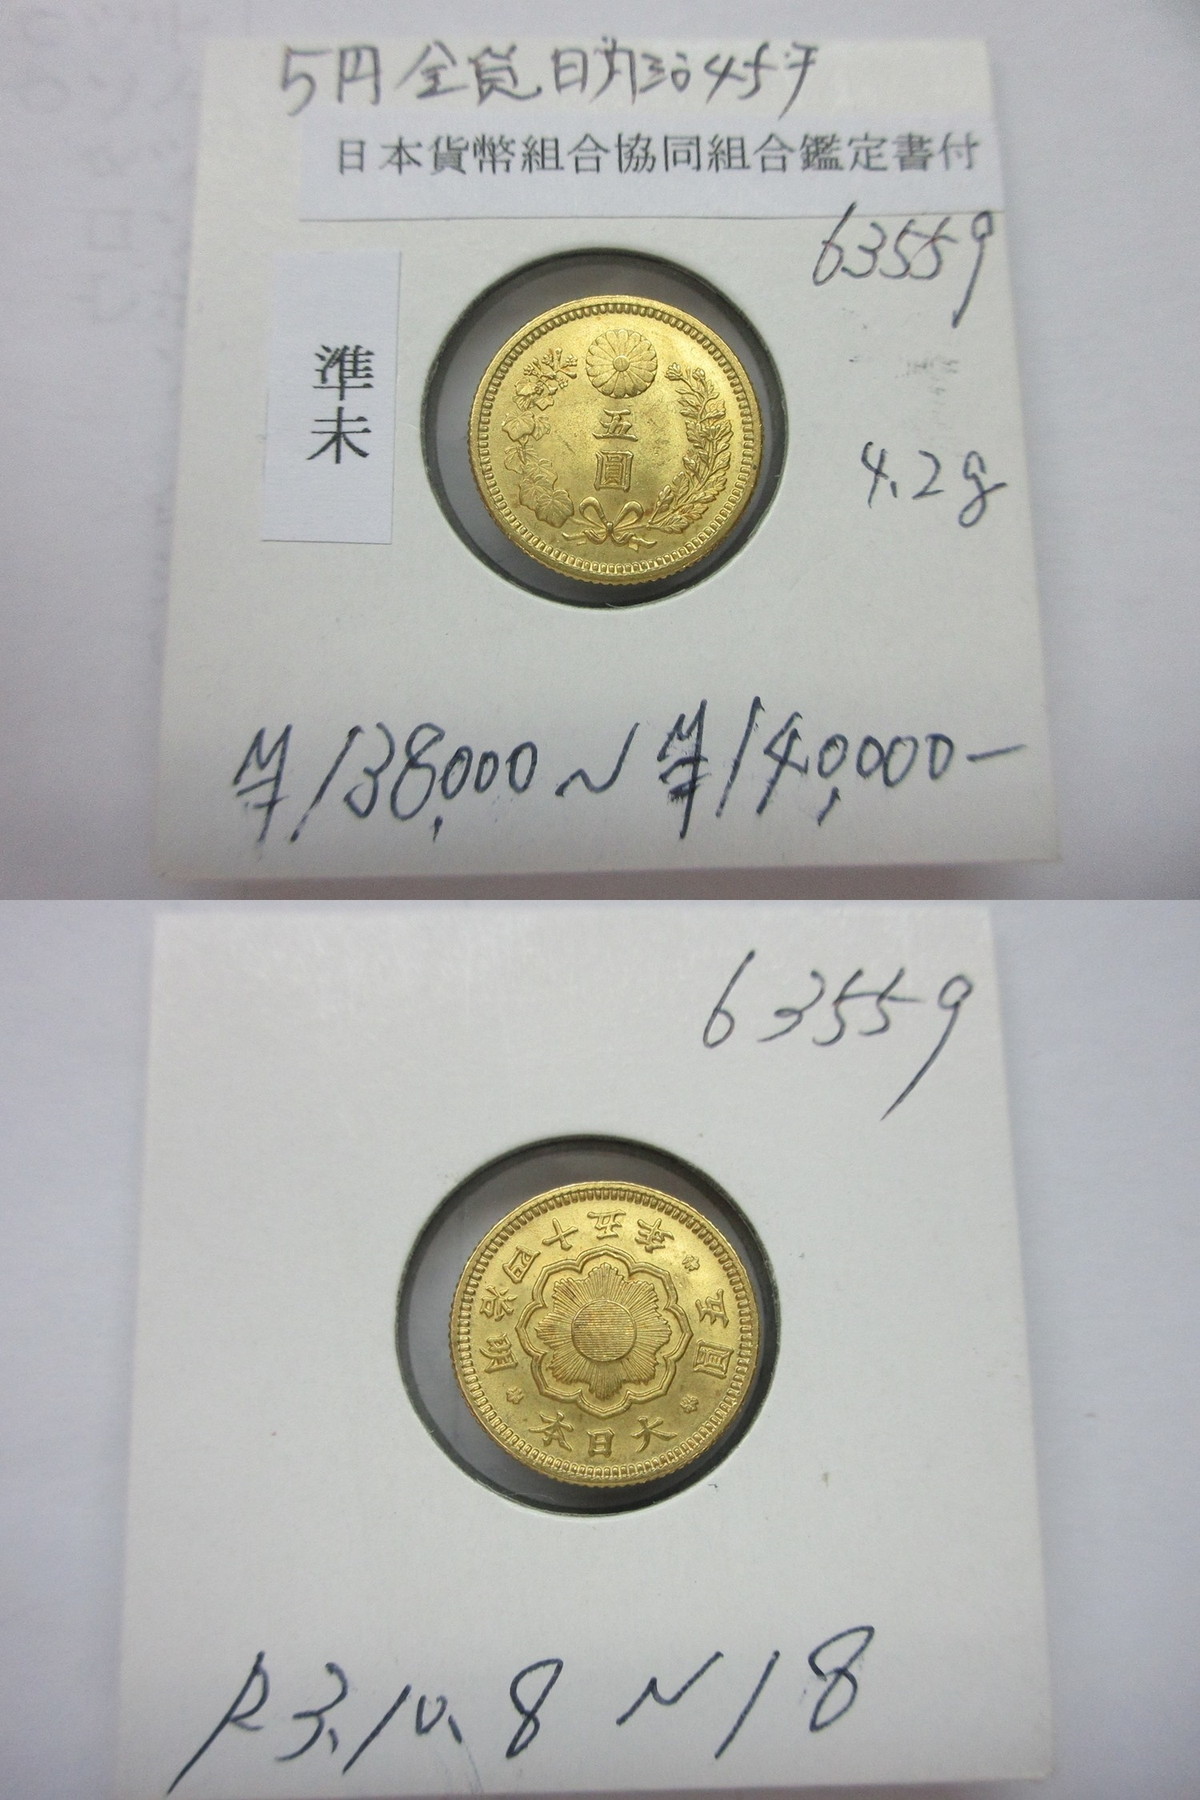 5円金貨 明治45年
日本貨幣組合協同組合鑑定書付
63559
準未
五圓
4.2g
¥138,000~¥140,000-
63559
明治四十五年
五圓
大日本
R3.10.8~18